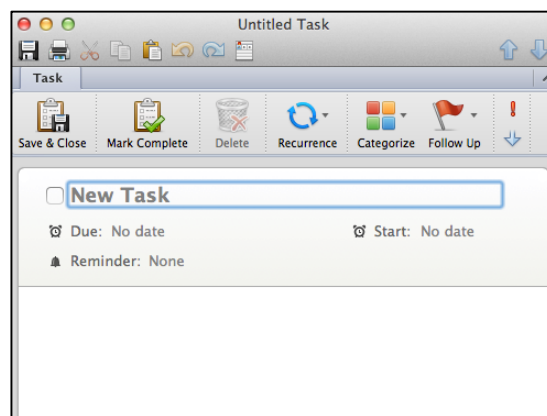 Untitled Task
Task
Save & Close Mark Complete Delete Recurrence Categorize Follow Up
New Task
Due: No date Start: No date
Reminder: None